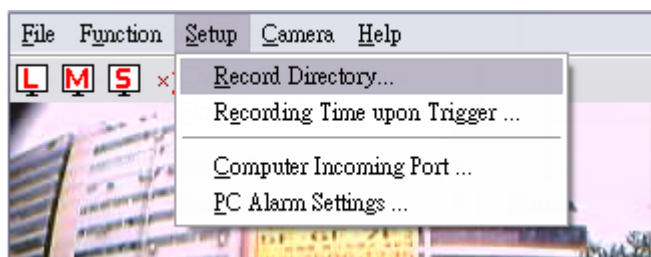 File Function Setup Camera Help
L M S
Record Directory...
Recording Time upon Trigger ...
Computer Incoming Port ...
PC Alarm Settings ...